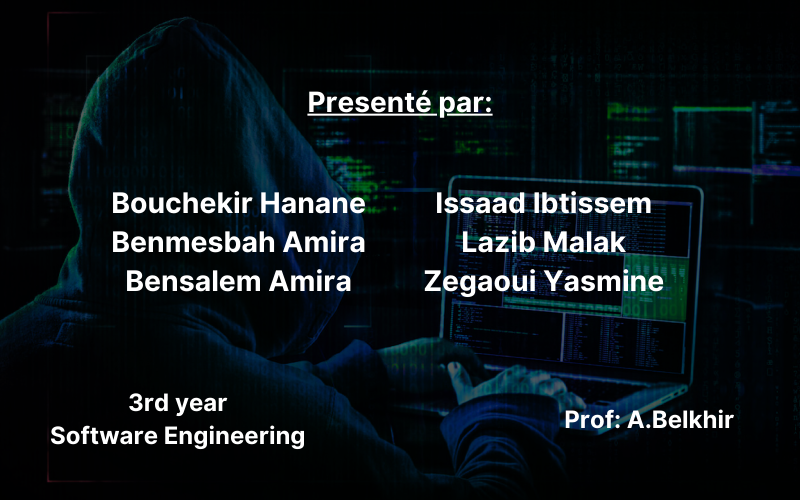 Presenté par:
Bouchekir Hanane
Benmesbah Amira
Bensalem Amira
Issaad Ibtissem
Lazib Malak
Zegaoui Yasmine
3rd year
Software Engineering
Prof: A.Belkhir